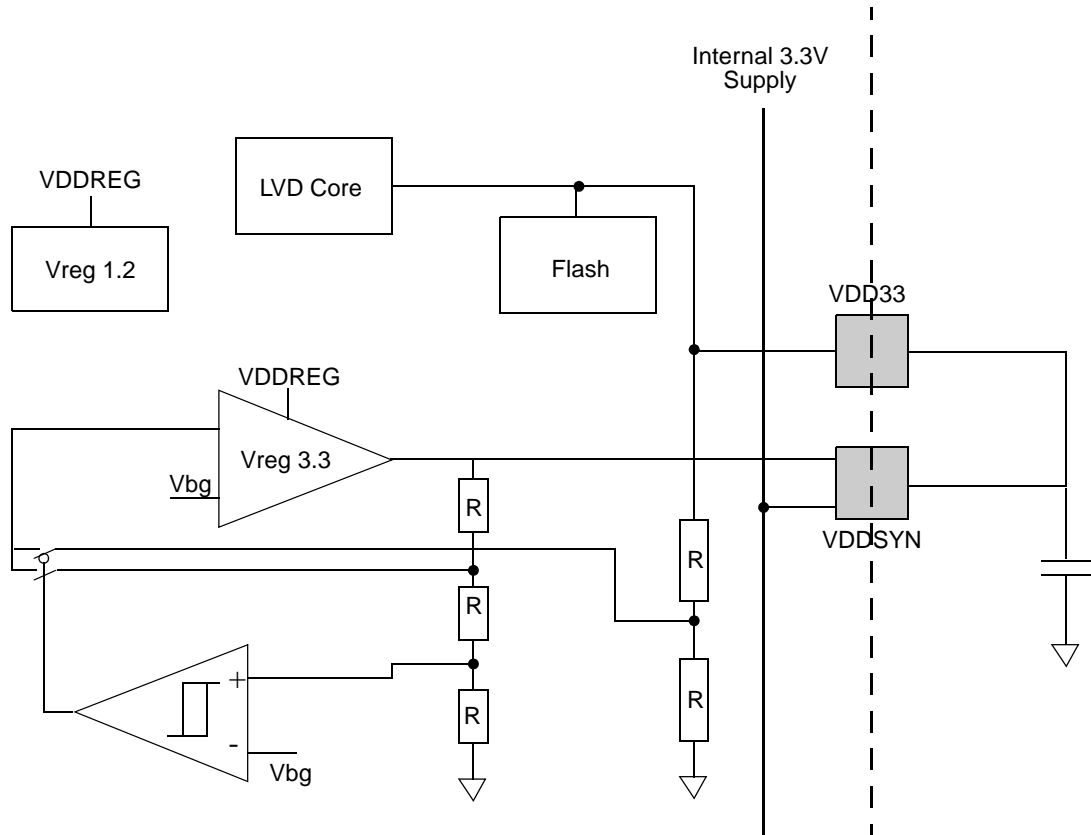 Internal 3.3V
Supply
VDDREG
LVD Core
Vreg 1.2
Flash
VDD33
VDDREG
Vreg 3.3
Vbg
R
VDDSYN
R
R
+
R
R
-
Vbg